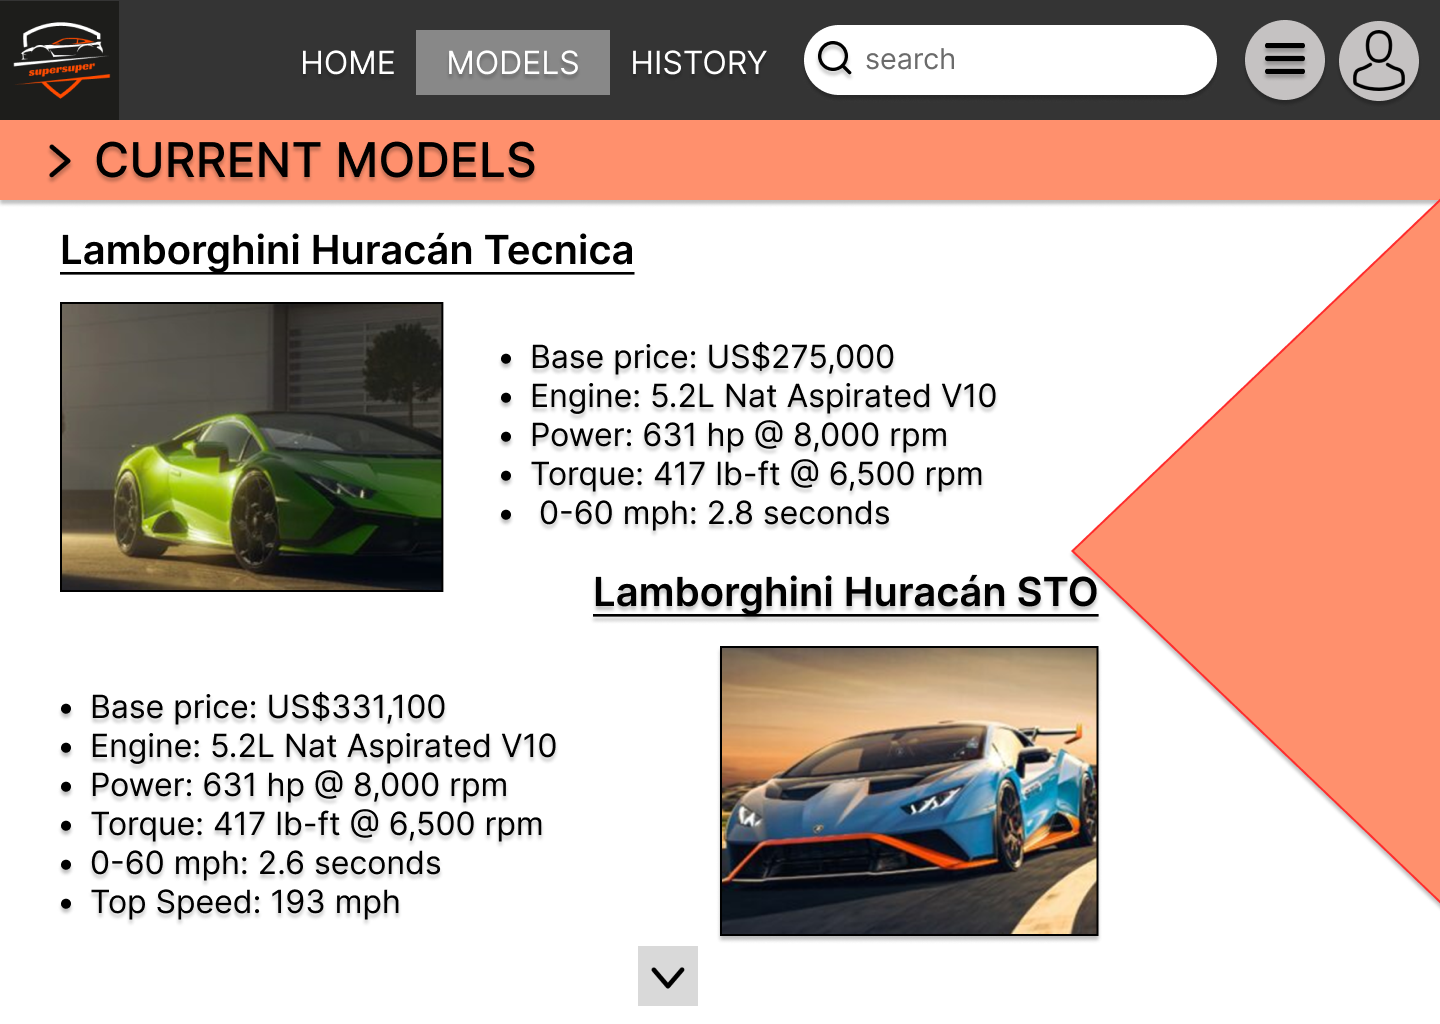 supersuper
HOME
MODELS
HISTORY
search
> CURRENT MODELS
Lamborghini Huracán Tecnica
• Base price: US$275,000
• Engine: 5.2L Nat Aspirated V10
• Power: 631 hp @ 8,000 rpm
• Torque: 417 lb-ft @ 6,500 rpm
• 0-60 mph: 2.8 seconds
Lamborghini Huracán STO
• Base price: US$331,100
• Engine: 5.2L Nat Aspirated V10
• Power: 631 hp @ 8,000 rpm
• Torque: 417 lb-ft @ 6,500 rpm
• 0-60 mph: 2.6 seconds
• Top Speed: 193 mph